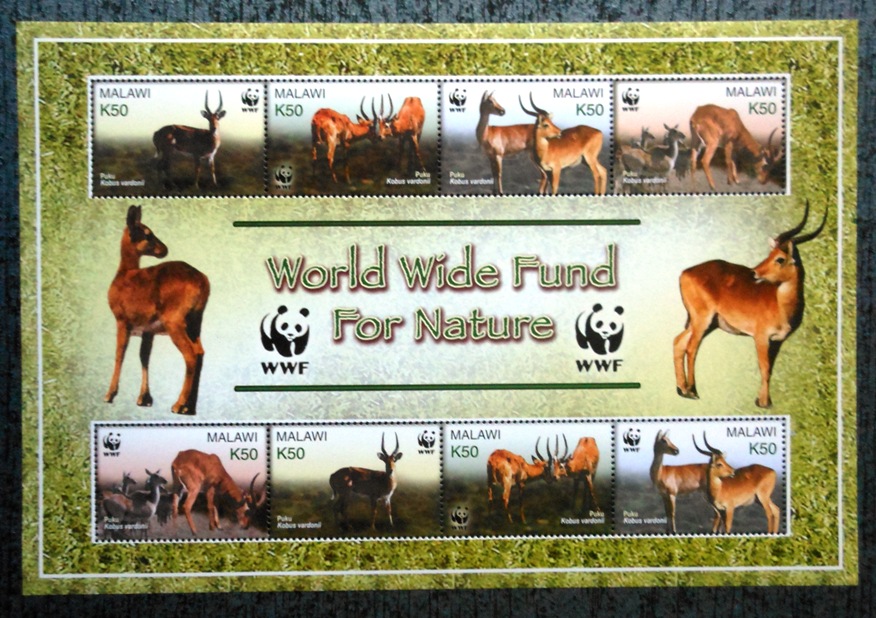 MALAWI
K50
WWF
Puku
Kobus vardonii
MALAWI
K50
WWF
Puku
Kobus vardonii
WWF
MALAWI
K50
Puku
Kobus vardonii
WWF
MALAWI
K50
Puku
Kobus vardonii
World Wide Fund
For Nature
WWF
WWF
WWF
MALAWI
K50
Puku
Kobus vardonii
MALAWI
K50
WWF
Puku
Kobus vardonii
MALAWI
K50
WWF
Puku
Kobus vardonii
WWF
MALAWI
K50
Puku
Kobus vardonii